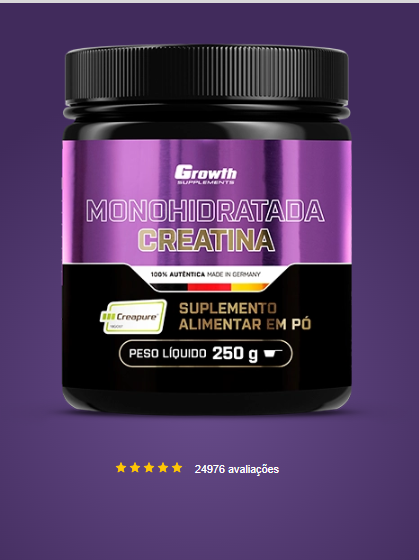 Growth
SUPPLEMENTS
MONOHIDRATADA
CREATINA
100% AUTÊNTICA MADE IN GERMANY
Creapure®
SUPLEMENTO
ALIMENTAR EM PÓ
PESO LÍQUIDO 250 g
24976 avaliações